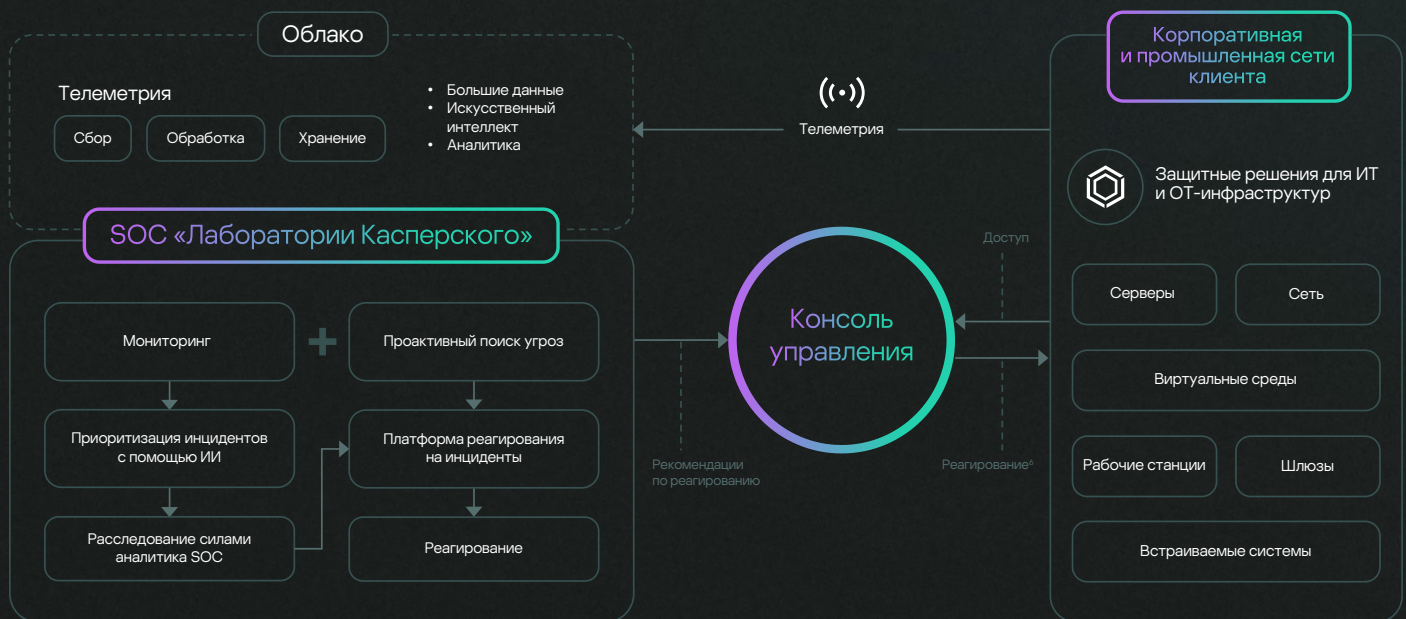 Облако
Телеметрия
Сбор
Обработка
Хранение
• Большие данные
• Искусственный
интеллект
• Аналитика
Телеметрия
Корпоративная
и промышленная сети
клиента
Защитные решения для ИТ
и ОТ-инфраструктур
SOC «Лаборатории Касперского»
Мониторинг
Проактивный поиск угроз
Приоритизация инцидентов
с помощью ИИ
Платформа реагирования
на инциденты
Расследование силами
аналитика SOC
Реагирование
Консоль
управления
Рекомендации
по реагированию
Доступ
Реагирование⁶
Серверы
Сеть
Виртуальные среды
Рабочие станции
Шлюзы
Встраиваемые системы